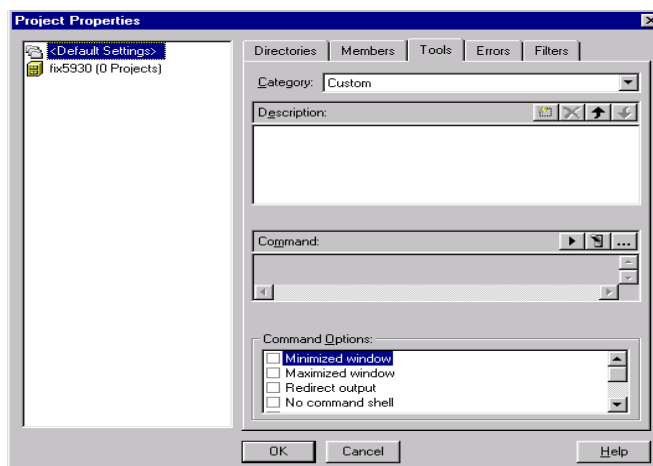 Project Properties
<Default Settings>
fix5930 (0 Projects)
Directories Members Tools Errors Filters
Category: Custom
Description:
Command:
Command Options:
Minimized window
Maximized window
Redirect output
No command shell
OK Cancel Help